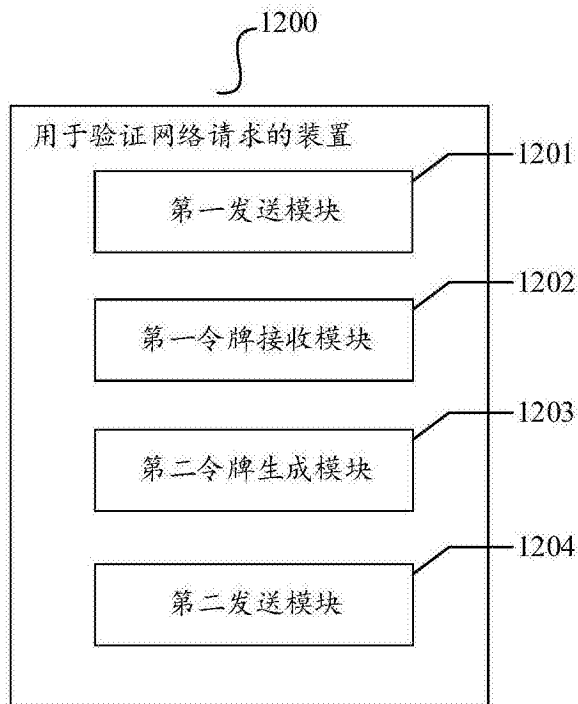 1200
用于验证网络请求的装置
1201
第一发送模块
1202
第一令牌接收模块
1203
第二令牌生成模块
1204
第二发送模块